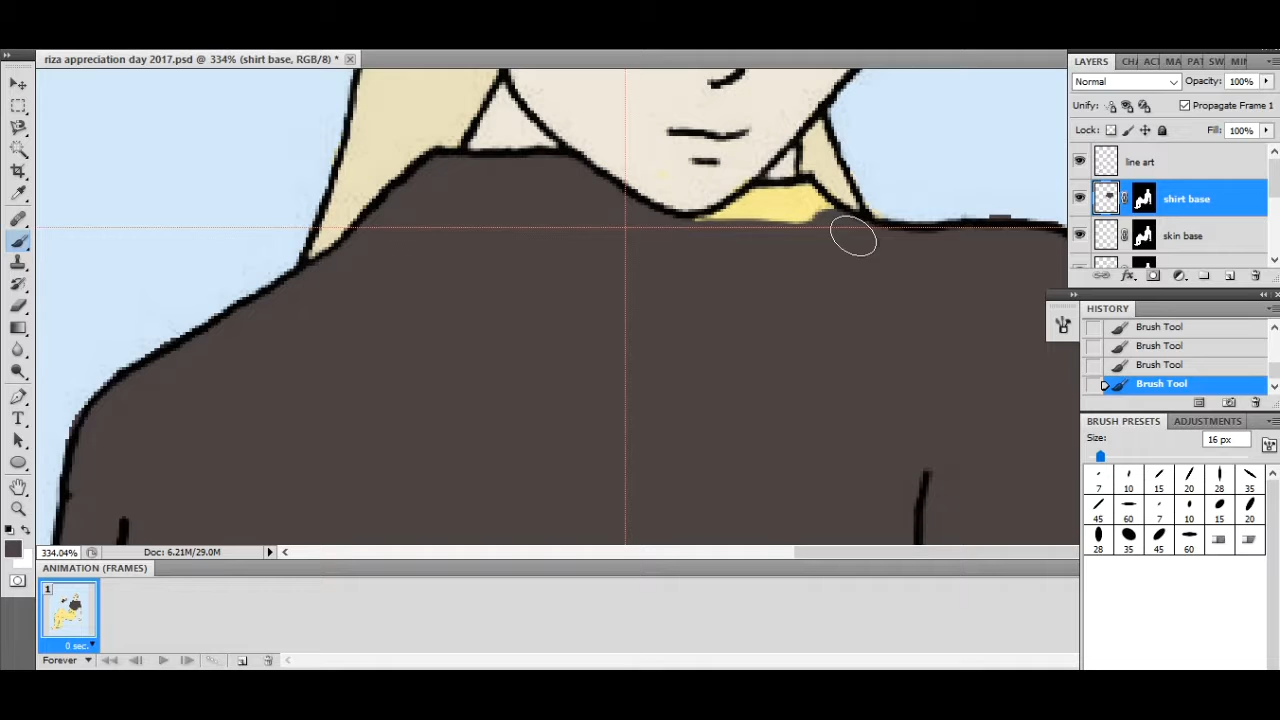 riza appreciation day 2017.psd @ 334% (shirt base, RGB/8) *
LAYERS
Normal
Opacity: 100%
Unify:
Propagate Frame 1
Lock:
Fill: 100%
line art
shirt base
skin base
HISTORY
Brush Tool
Brush Tool
Brush Tool
Brush Tool
BRUSH PRESETS ADJUSTMENTS
Size: 16 px
7 10 15 20 28 35
45 60 7 10 15 20
28 35 45 60
334.04% Doc: 6.21M/29.0M
ANIMATION (FRAMES)
1
0 sec.
Forever